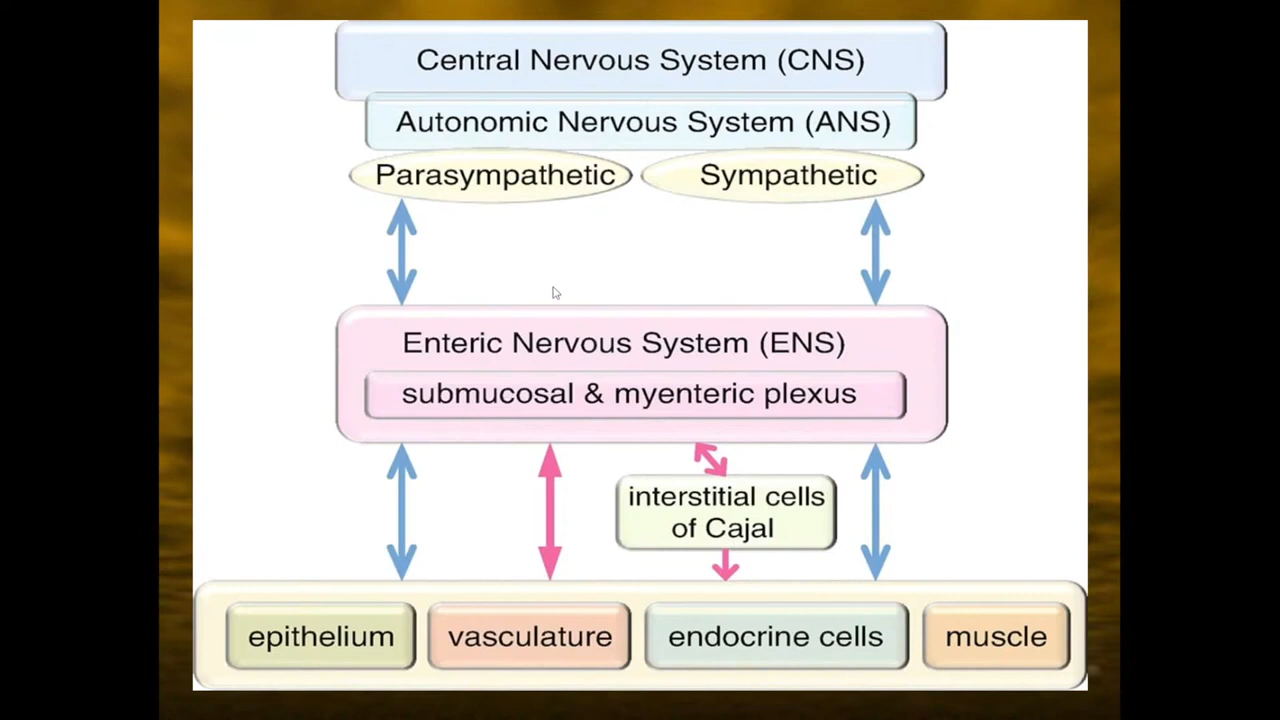 Central Nervous System (CNS)
Autonomic Nervous System (ANS)
Parasympathetic
Sympathetic
Enteric Nervous System (ENS)
submucosal & myenteric plexus
interstitial cells
of Cajal
epithelium
vasculature
endocrine cells
muscle